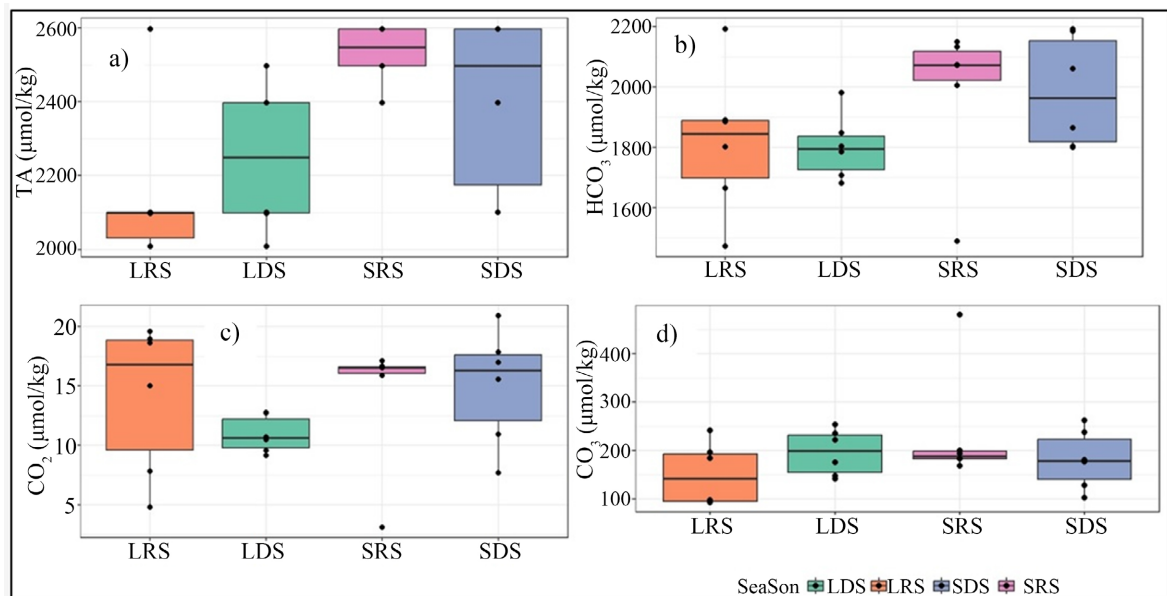 a)
TA (μmol/kg)
2600
2400
2200
2000
LRS LDS SRS SDS
b)
HCO₃ (μmol/kg)
2200
2000
1800
1600
LRS LDS SRS SDS
c)
CO₂ (μmol/kg)
20
15
10
5
LRS LDS SRS SDS
d)
CO₃ (μmol/kg)
400
300
200
100
LRS LDS SRS SDS
SeaSon LDS LRS SDS SRS